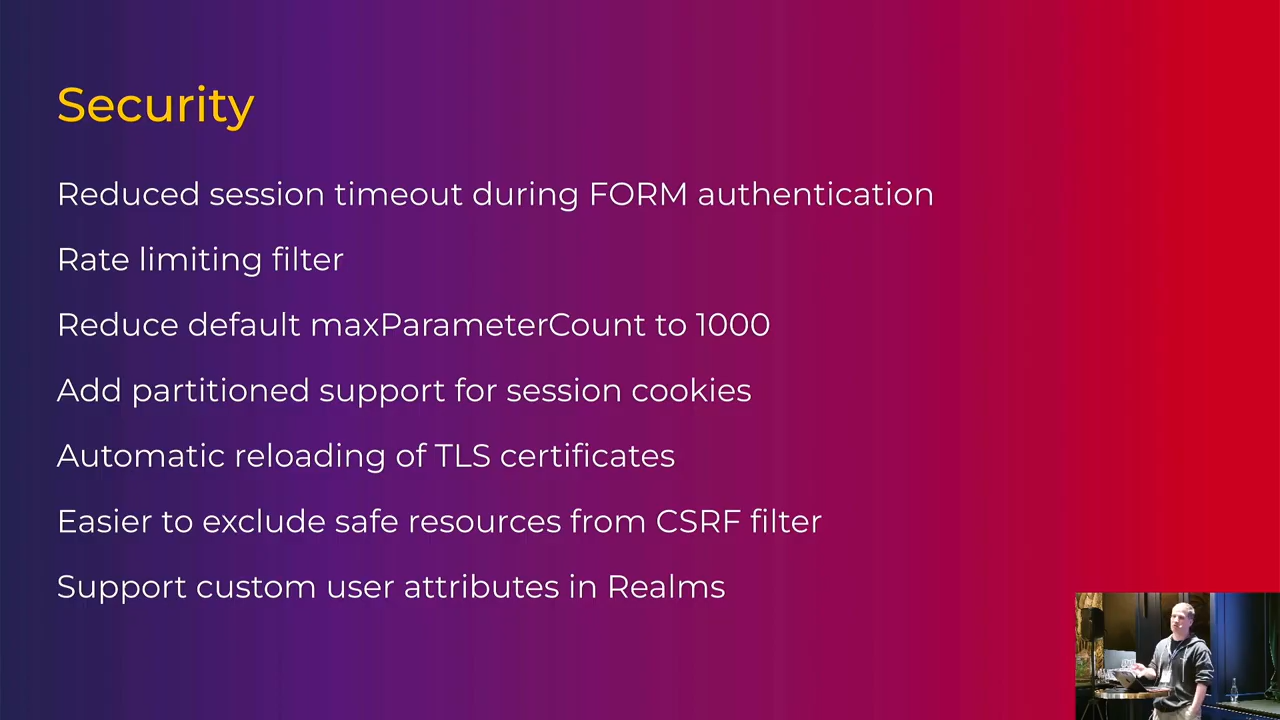 Security
Reduced session timeout during FORM authentication
Rate limiting filter
Reduce default maxParameterCount to 1000
Add partitioned support for session cookies
Automatic reloading of TLS certificates
Easier to exclude safe resources from CSRF filter
Support custom user attributes in Realms